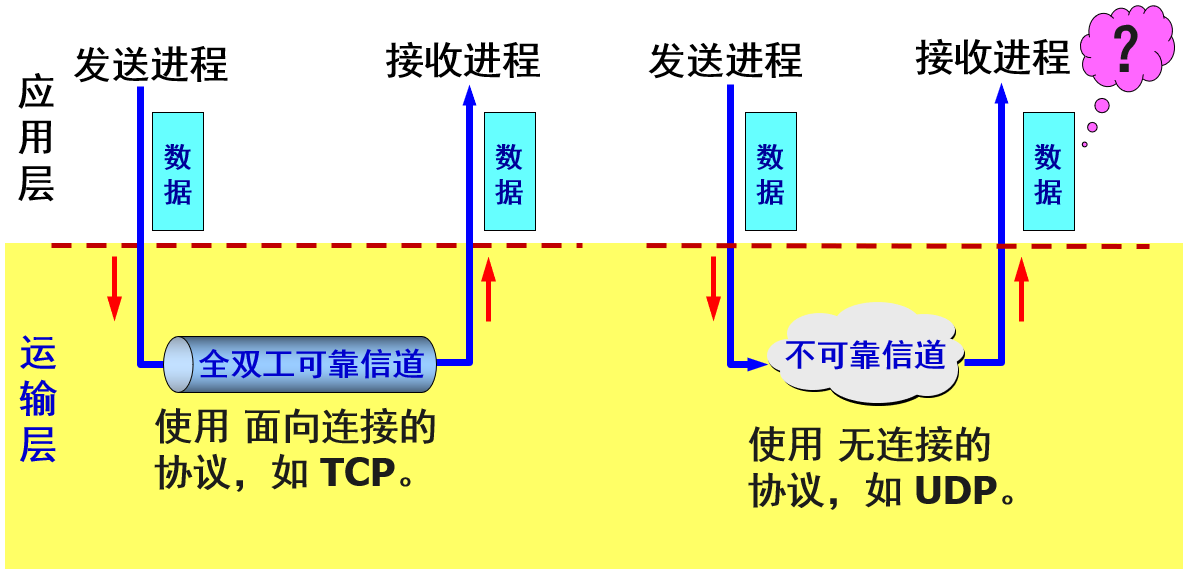 发送进程
接收进程
发送进程
接收进程
?
应用层
数据
数据
数据
数据
运输层
全双工可靠信道
不可靠信道
使用 面向连接的
协议，如 TCP。
使用 无连接的
协议，如 UDP。